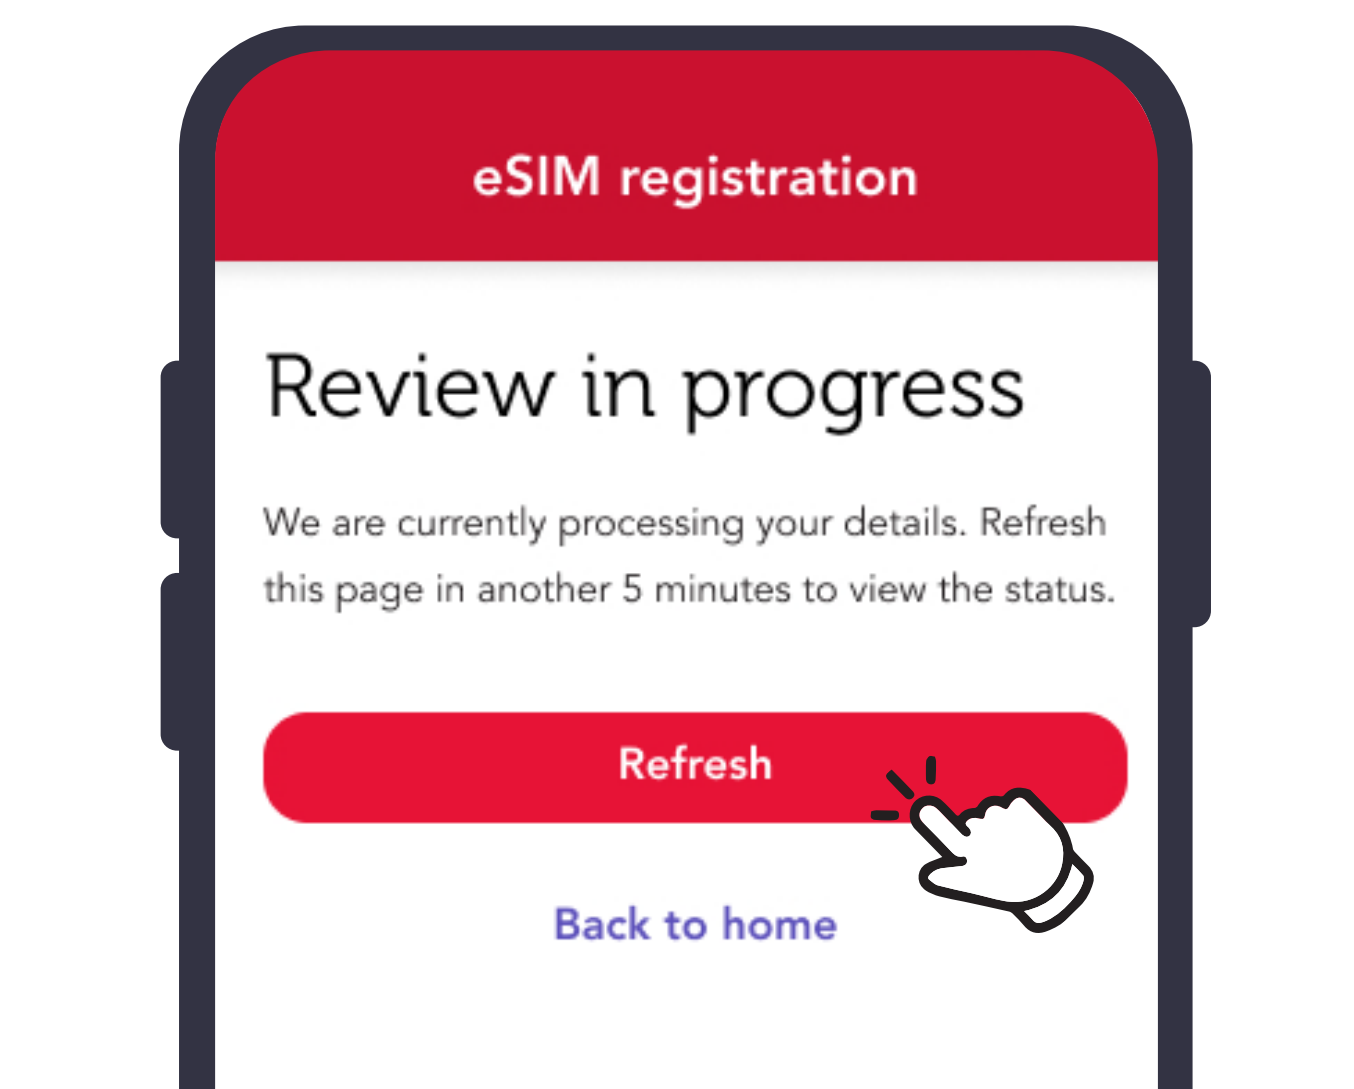 eSIM registration
Review in progress
We are currently processing your details. Refresh
this page in another 5 minutes to view the status.
Refresh
Back to home